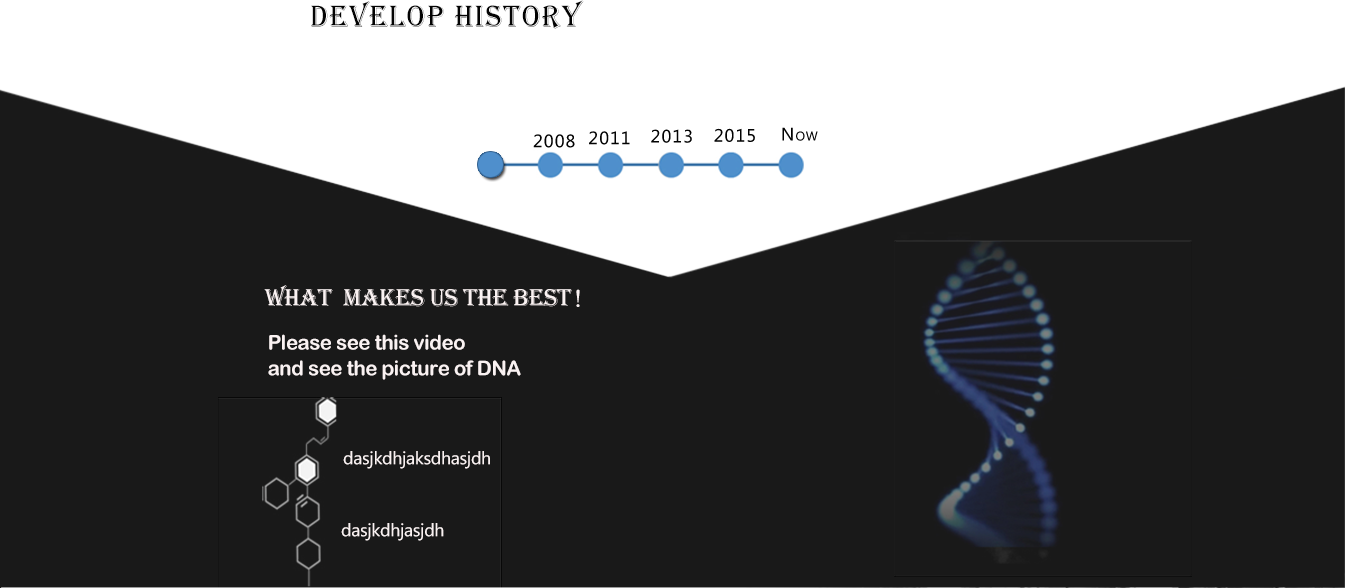 DEVELOP HISTORY
2008 2011 2013 2015 Now
WHAT MAKES US THE BEST!
Please see this video
and see the picture of DNA
dasjkdhjaksdhasjdh
dasjkdhjasjdh